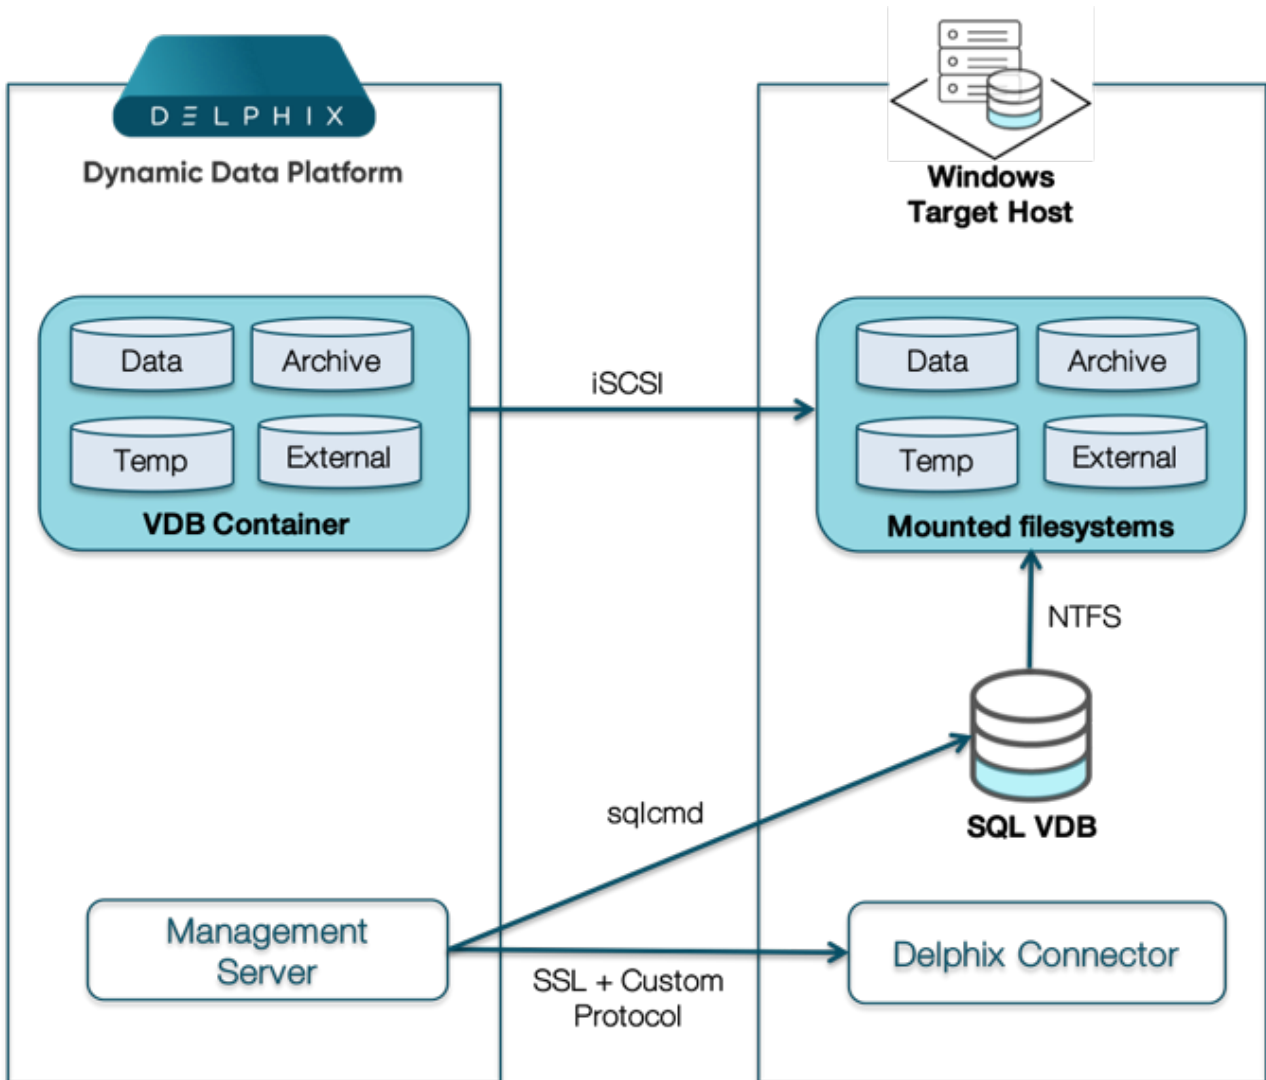 DELPHIX
Dynamic Data Platform
Windows
Target Host
Data
Archive
Temp
External
VDB Container
iSCSI
Data
Archive
Temp
External
Mounted filesystems
NTFS
SQL VDB
sqlcmd
Management
Server
SSL + Custom
Protocol
Delphix Connector